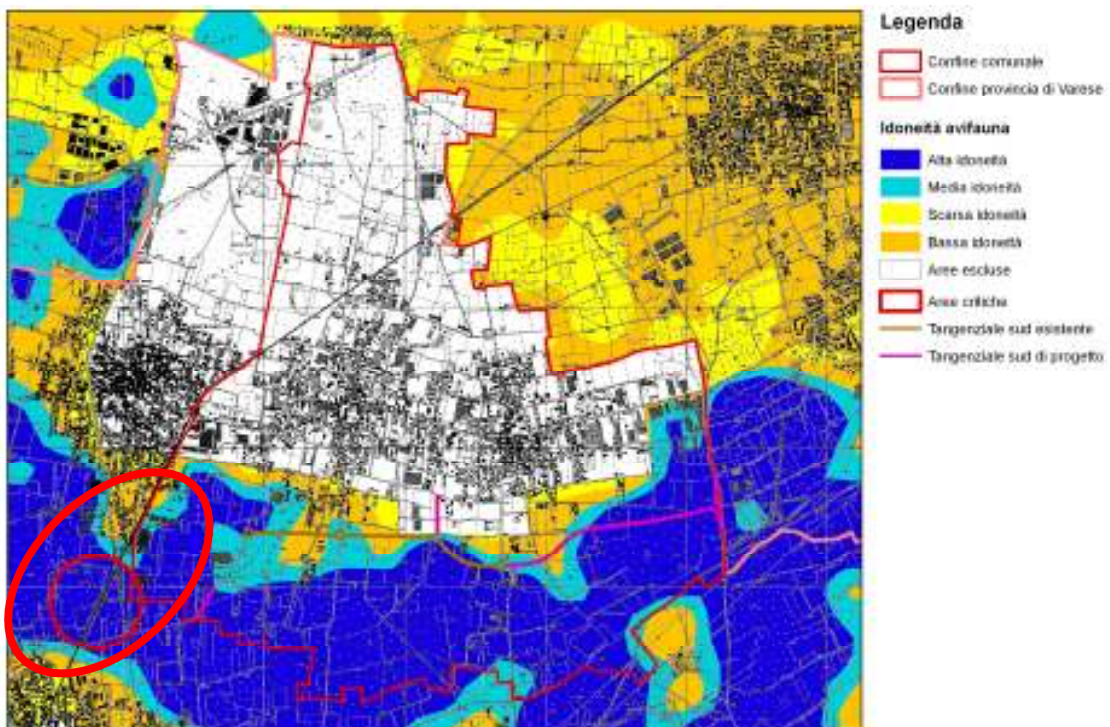 Legenda
Confine comunale
Confine provincia di Varese
Idoneità avifauna
Alta idoneità
Media idoneità
Scarsa idoneità
Bassa idoneità
Aree escluse
Aree critiche
Tangenziale sud esistente
Tangenziale sud di progetto